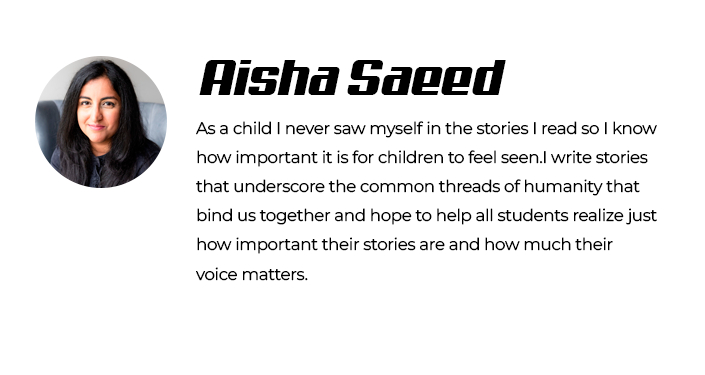 Aisha Saeed
As a child I never saw myself in the stories I read so I know
how important it is for children to feel seen.I write stories
that underscore the common threads of humanity that
bind us together and hope to help all students realize just
how important their stories are and how much their
voice matters.